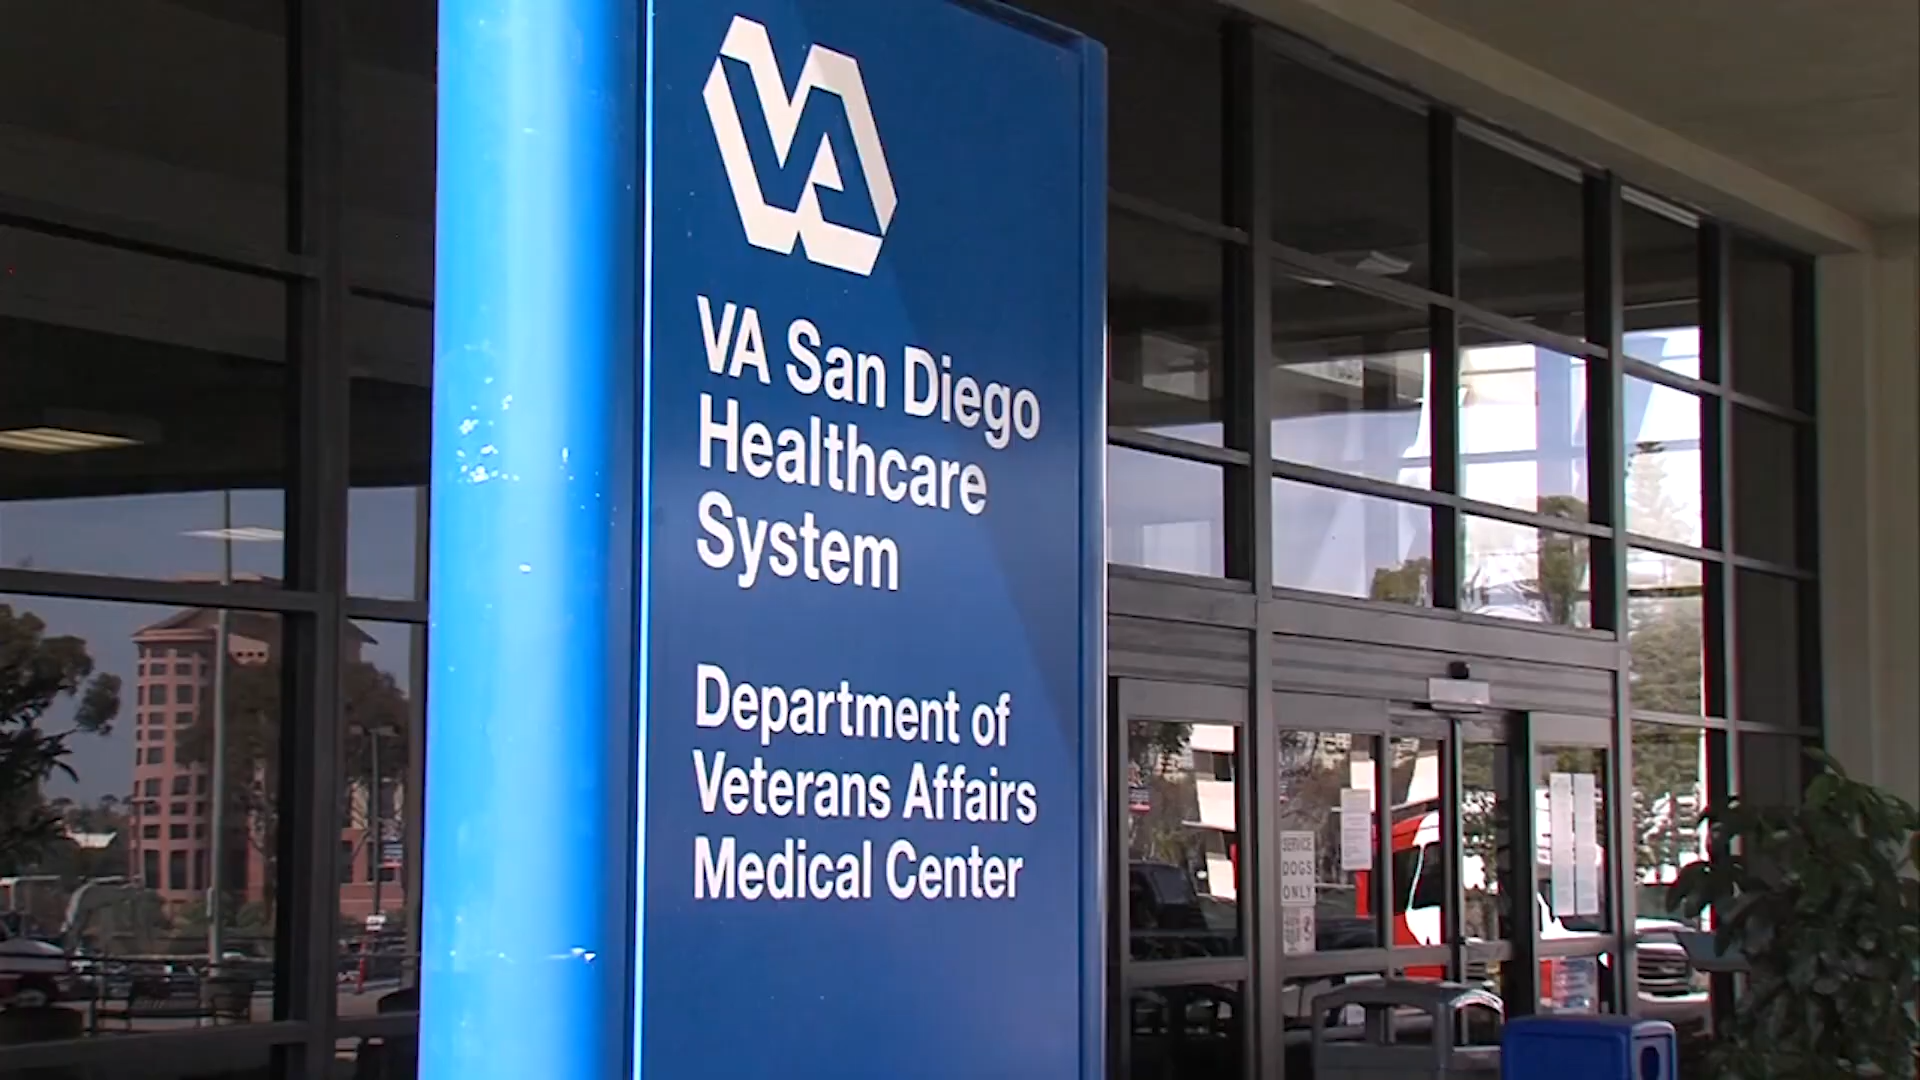 VA
VA San Diego
Healthcare
System
Department of
Veterans Affairs
Medical Center
SERVICE
DOGS
ONLY